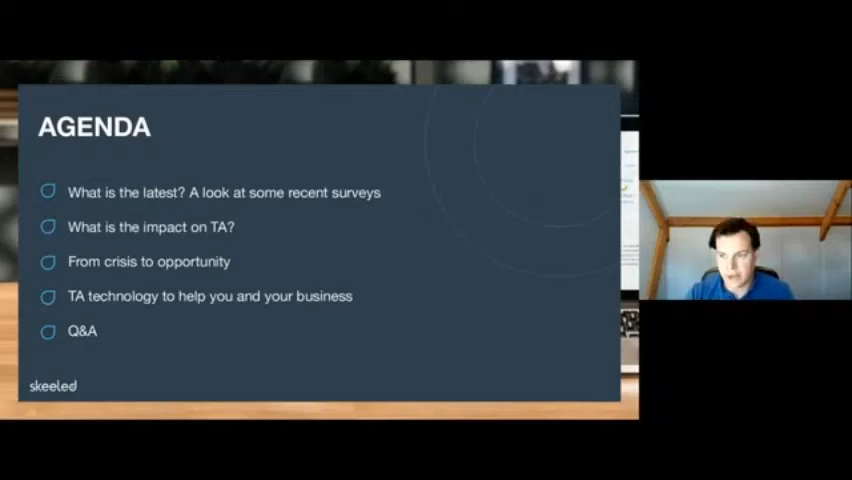 AGENDA
What is the latest? A look at some recent surveys
What is the impact on TA?
From crisis to opportunity
TA technology to help you and your business
Q&A
skeeled